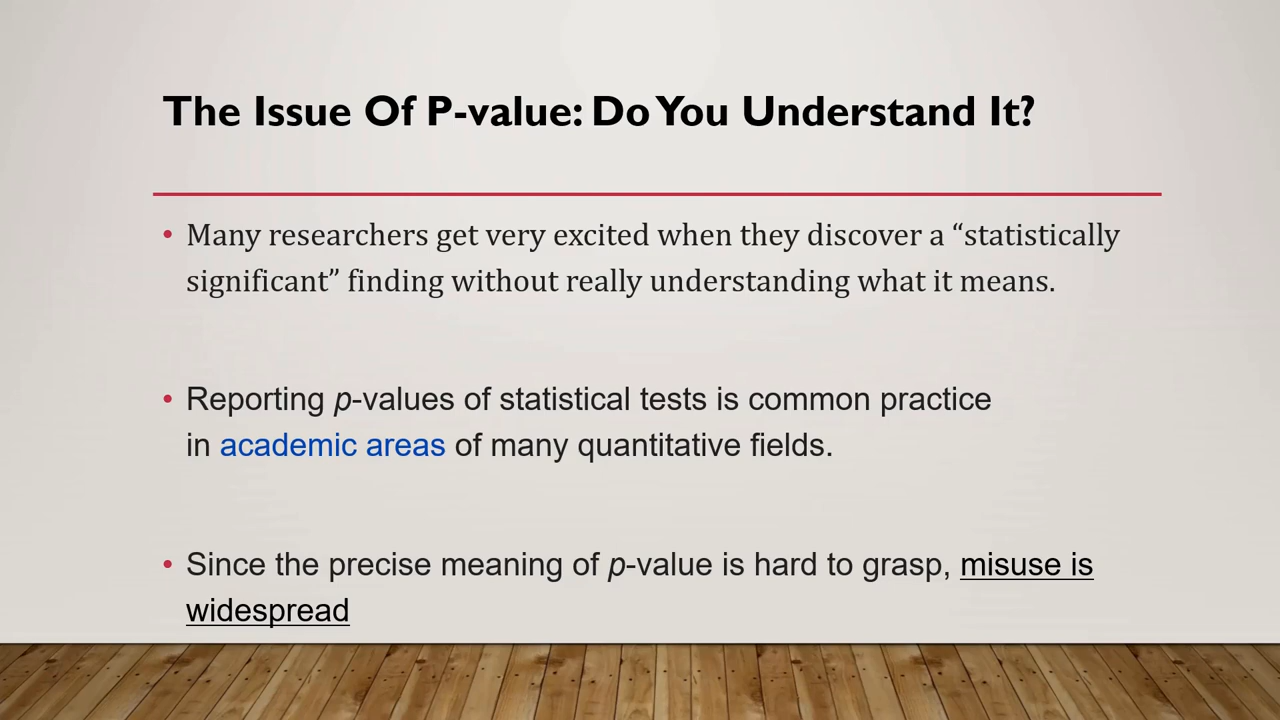 The Issue Of P-value: Do You Understand It?
• Many researchers get very excited when they discover a “statistically
significant” finding without really understanding what it means.
• Reporting p-values of statistical tests is common practice
in academic areas of many quantitative fields.
• Since the precise meaning of p-value is hard to grasp, misuse is
widespread